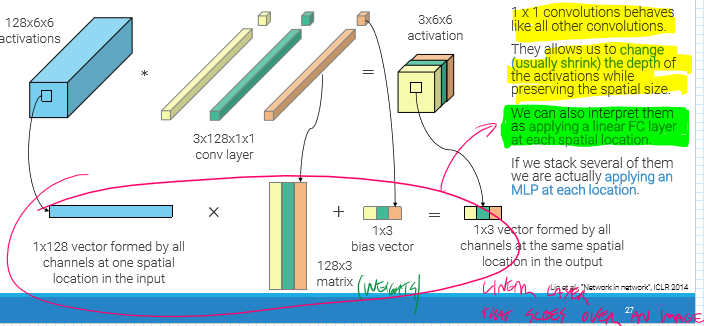 128x6x6
activations
*
=
3x6x6
activation
3x128x1x1
conv layer
1 x 1 convolutions behaves
like all other convolutions.
They allows us to change
(usually shrink) the depth of
the activations while
preserving the spatial size.
We can also interpret them
as applying a linear FC layer
at each spatial location.
If we stack several of them
we are actually applying an
MLP at each location.
×
+
=
1x128 vector formed by all
channels at one spatial
location in the input
128x3
matrix
(WEIGHTS)
1x3
bias vector
1x3 vector formed by all
channels at the same spatial
location in the output
Lin et al. "Network in network", ICLR 2014
27
LINEAR LAYER
THAT SLIDES OVER AN IMAGE